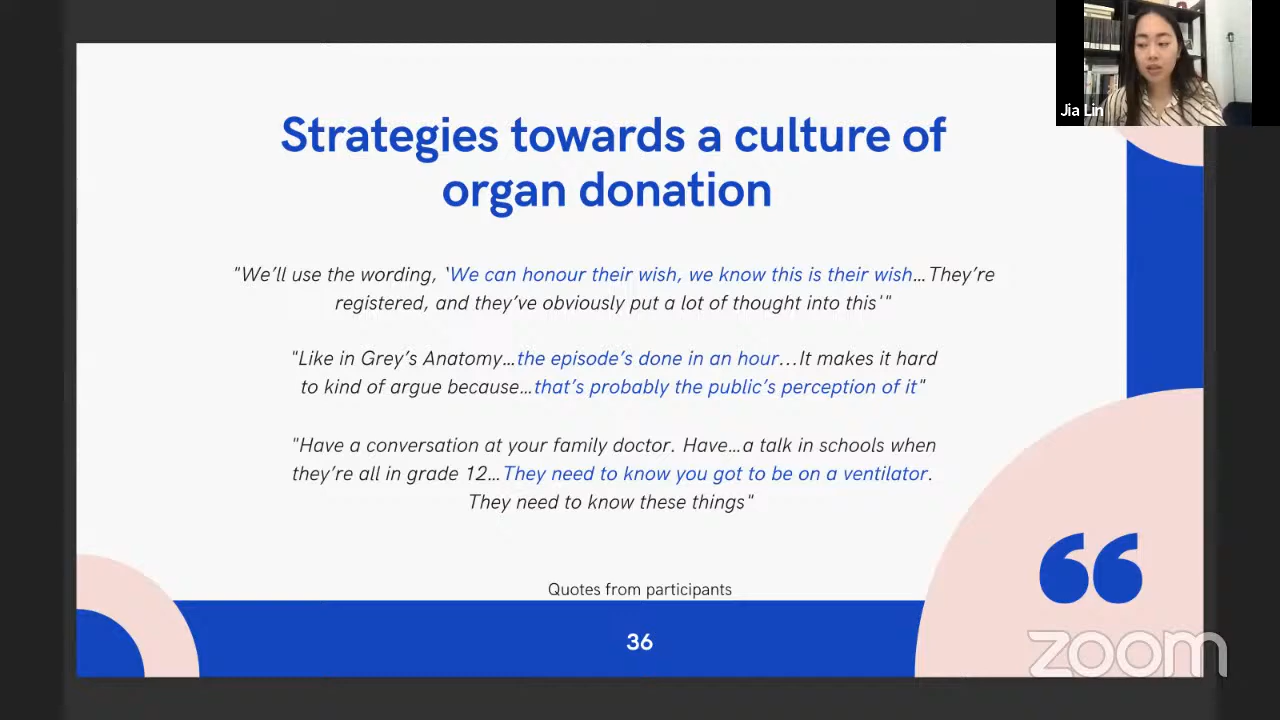 Jia Lin
Strategies towards a culture of
organ donation
"We’ll use the wording, ‘We can honour their wish, we know this is their wish…They’re
registered, and they’ve obviously put a lot of thought into this'"
"Like in Grey’s Anatomy…the episode’s done in an hour...It makes it hard
to kind of argue because…that’s probably the public’s perception of it"
"Have a conversation at your family doctor. Have…a talk in schools when
they’re all in grade 12…They need to know you got to be on a ventilator.
They need to know these things"
Quotes from participants
36
zoom